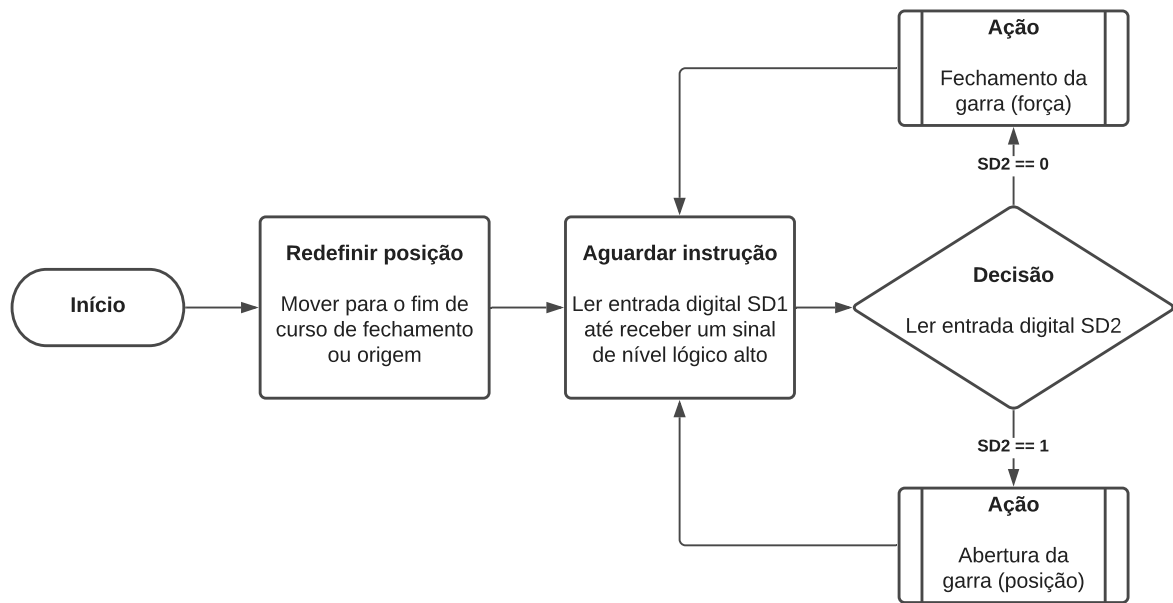 Início
Redefinir posição
Mover para o fim de
curso de fechamento
ou origem
Aguardar instrução
Ler entrada digital SD1
até receber um sinal
de nível lógico alto
Decisão
Ler entrada digital SD2
SD2 == 0
Ação
Fechamento da
garra (força)
SD2 == 1
Ação
Abertura da
garra (posição)